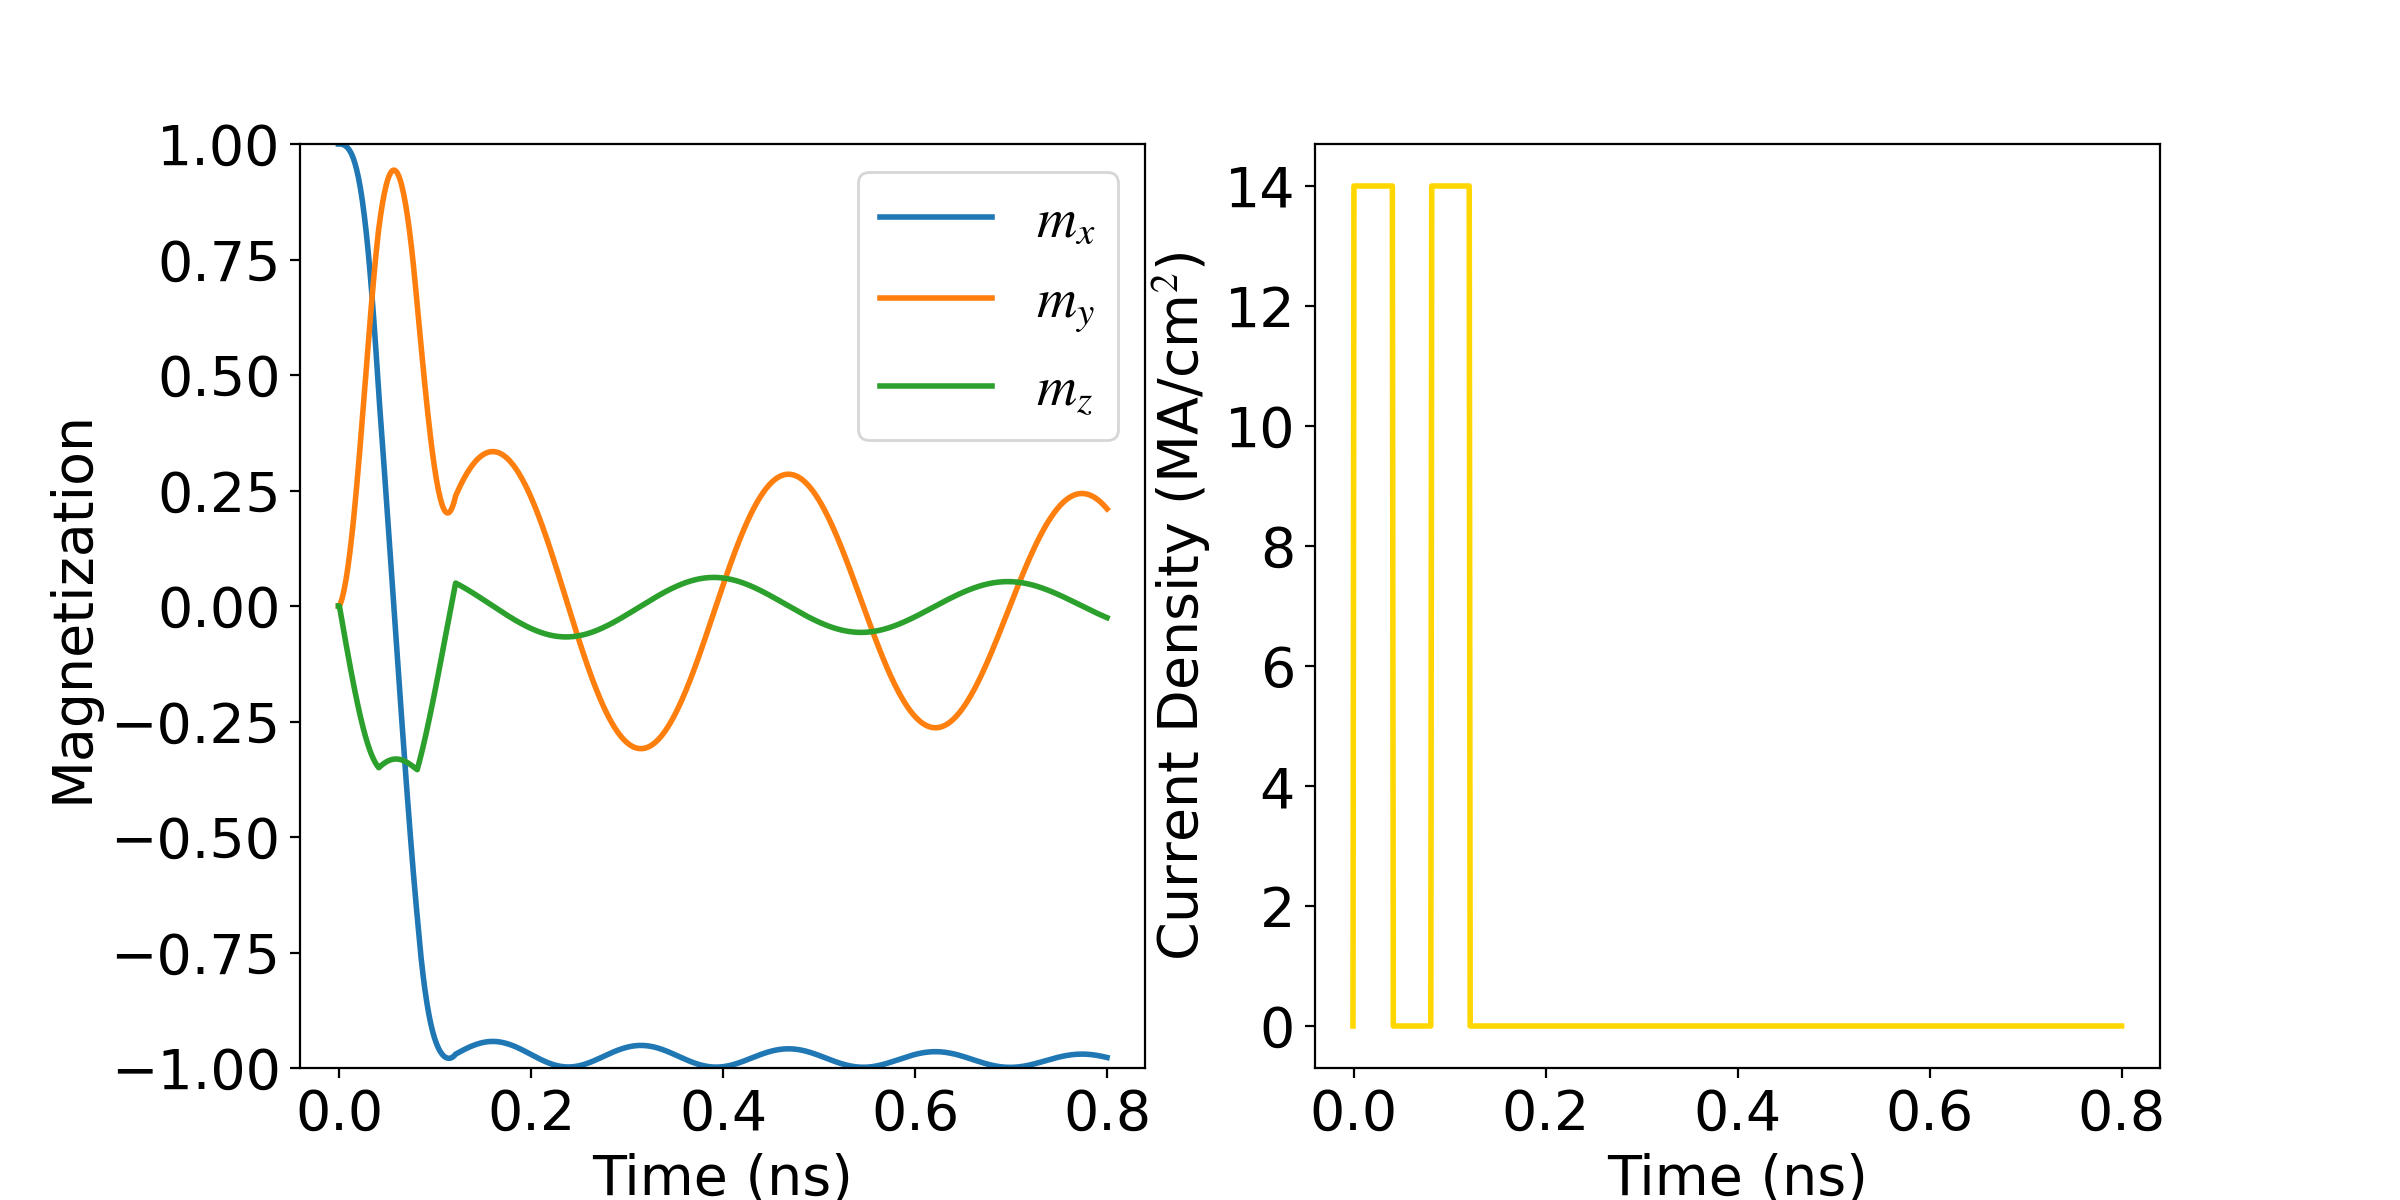 1.00
0.75
0.50
0.25
0.00
−0.25
−0.50
−0.75
−1.00
Magnetization
0.0 0.2 0.4 0.6 0.8
Time (ns)
m_x
m_y
m_z
14
12
10
8
6
4
2
0
Current Density (MA/cm²)
0.0 0.2 0.4 0.6 0.8
Time (ns)